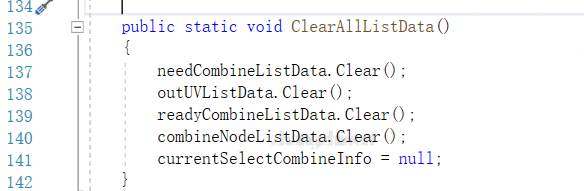 134
135 public static void ClearAllListData()
136 {
137 needCombineListData.Clear();
138 outUVListData.Clear();
139 readyCombineListData.Clear();
140 combineNodeListData.Clear();
141 currentSelectCombineInfo = null;
142 }